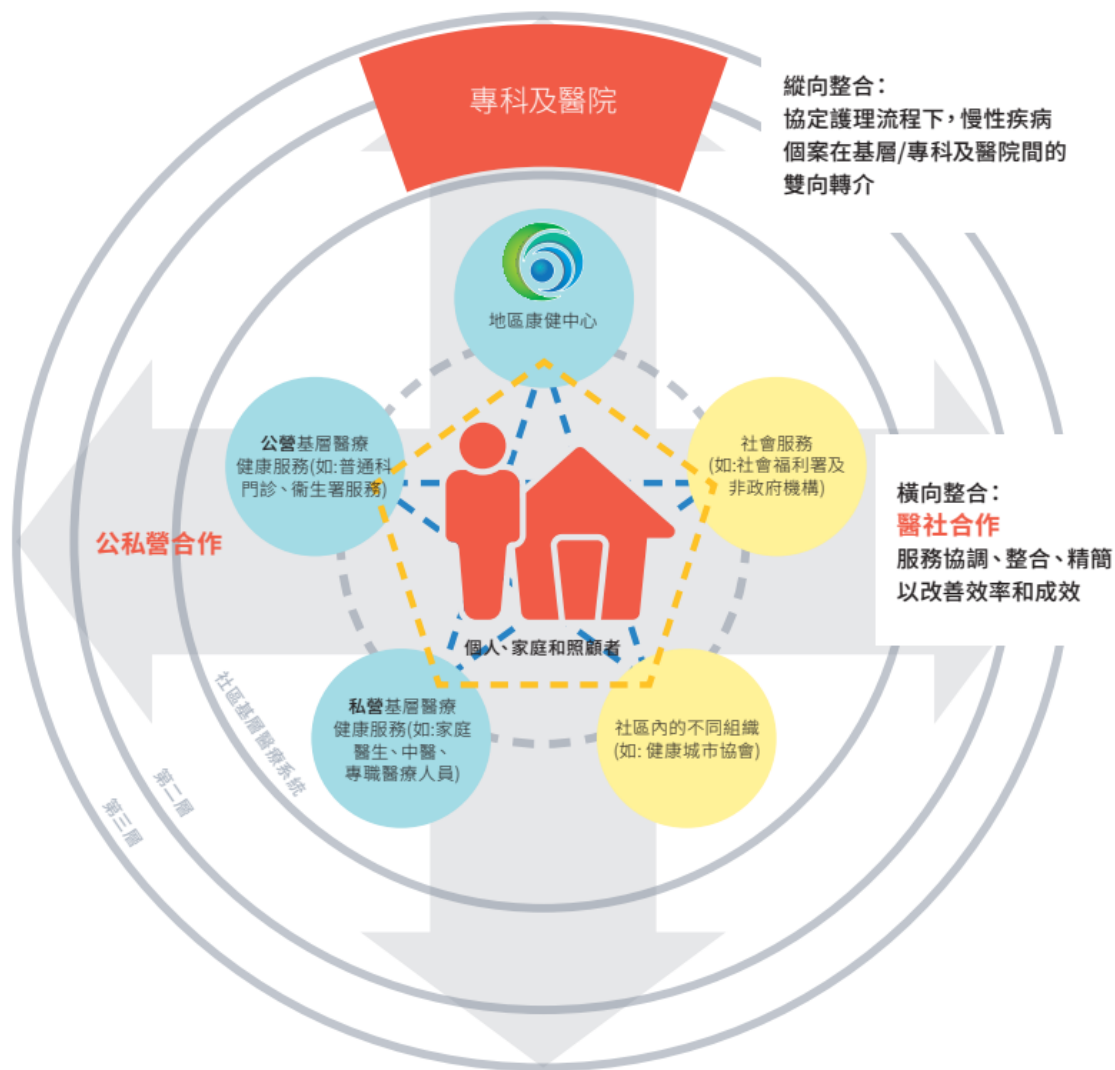 專科及醫院
縱向整合：
協定護理流程下，慢性疾病
個案在基層/專科及醫院間的
雙向轉介
地區康健中心
公營基層醫療
健康服務(如:普通科
門診、衞生署服務)
社會服務
(如:社會福利署及
非政府機構)
公私營合作
橫向整合：
醫社合作
服務協調、整合、精簡
以改善效率和成效
個人、家庭和照顧者
私營基層醫療
健康服務(如:家庭
醫生、中醫、
專職醫療人員)
社區內的不同組織
(如: 健康城市協會)
社區基層醫療系統
第二層
第三層